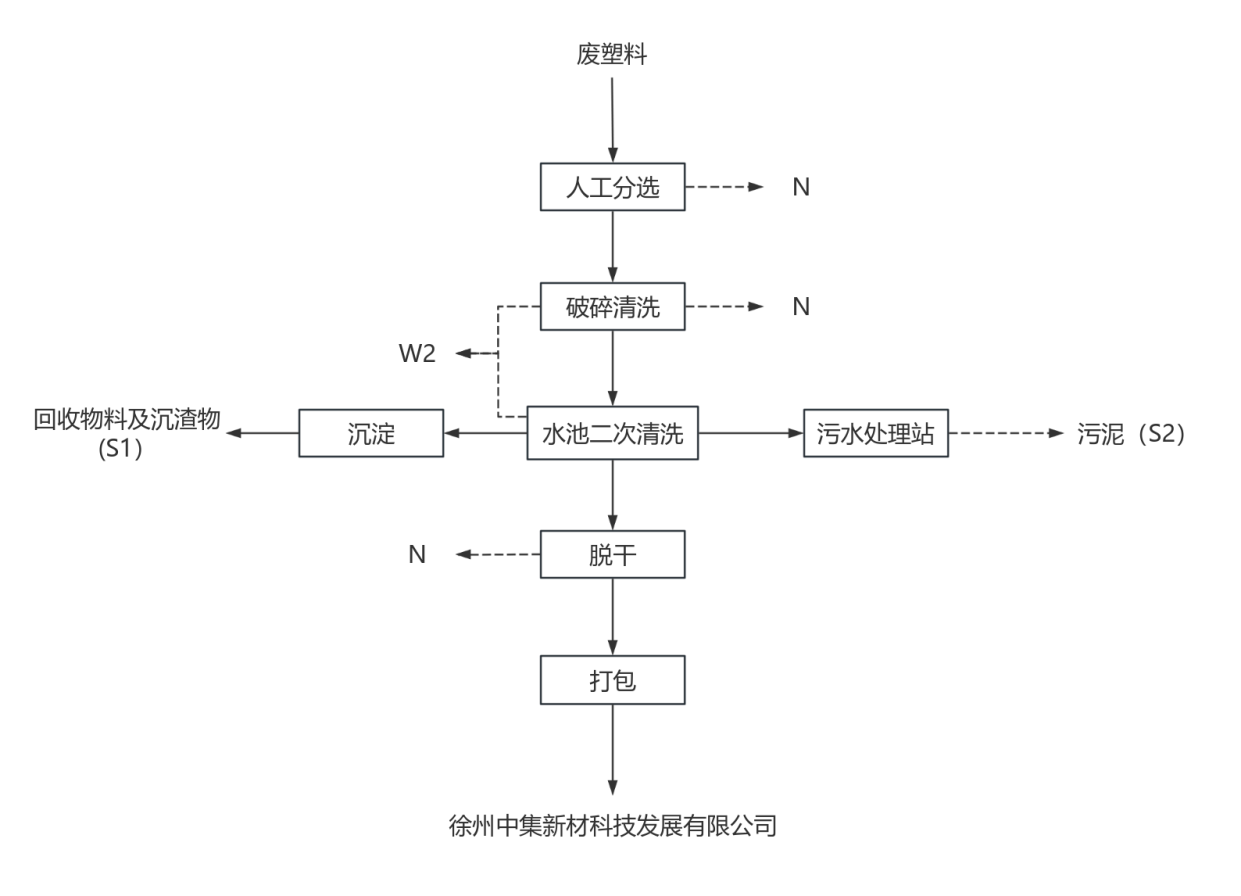 废塑料
人工分选
N
破碎清洗
N
W2
回收物料及沉渣物
(S1)
沉淀
水池二次清洗
污水处理站
污泥（S2）
N
脱干
打包
徐州中集新材科技发展有限公司